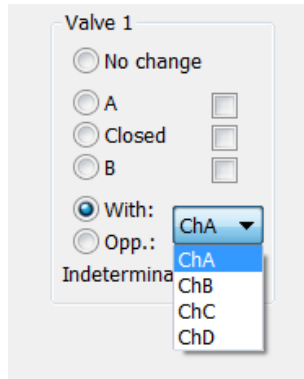 Valve 1
No change
A
Closed
B
With:
ChA
Opp.:
ChA
Indetermina
ChB
ChC
ChD